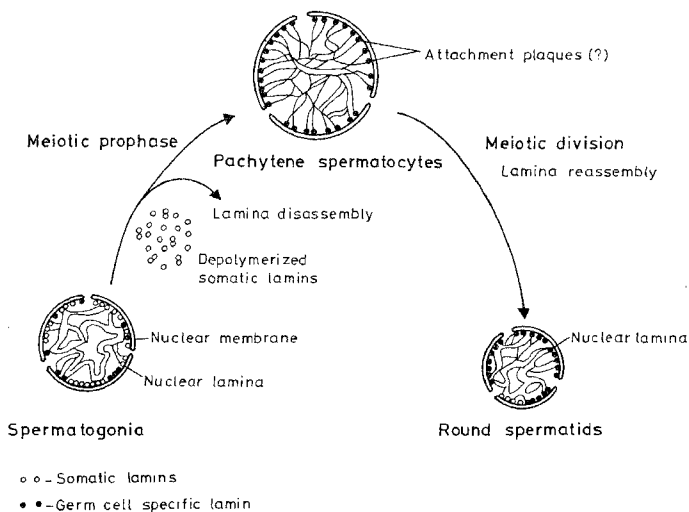 Attachment plaques (?)
Meiotic prophase
Pachytene spermatocytes
Meiotic division
Lamina reassembly
Lamina disassembly
Depolymerized
somatic lamins
Nuclear membrane
Nuclear lamina
Nuclear lamina
Spermatogonia
Round spermatids
- Somatic lamins
- Germ cell specific lamin